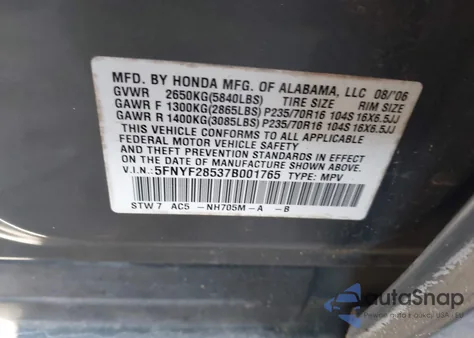 MFD. BY HONDA MFG. OF ALABAMA, LLC 08/'06
GVWR 2650KG(5840LBS) TIRE SIZE RIM SIZE
GAWR F 1300KG(2865LBS) P235/70R16 104S 16X6.5JJ
GAWR R 1400KG(3085LBS) P235/70R16 104S 16X6.5JJ
THIS VEHICLE CONFORMS TO ALL APPLICABLE
FEDERAL MOTOR VEHICLE SAFETY
AND THEFT PREVENTION STANDARDS IN EFFECT
ON THE DATE OF MANUFACTURE SHOWN ABOVE.
V.I.N.: 5FNYF28537B001765 TYPE: MPV
STW 7 AC5 -NH705M-A -B
autaSnap